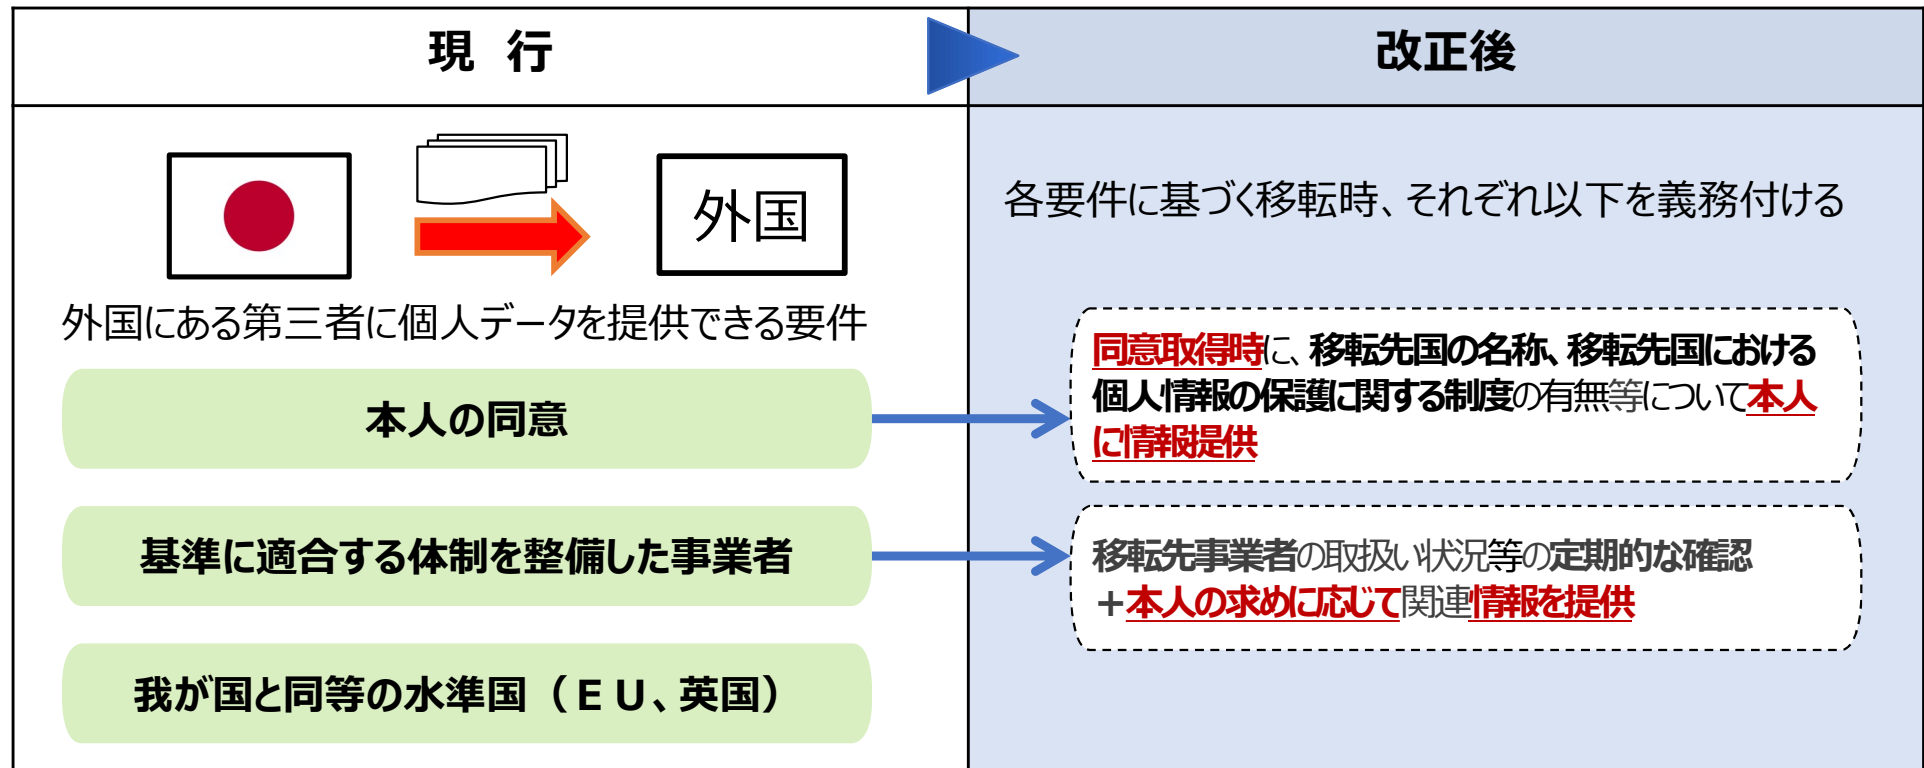 現 行
改正後
外国
外国にある第三者に個人データを提供できる要件
本人の同意
基準に適合する体制を整備した事業者
我が国と同等の水準国（ＥＵ、英国）
各要件に基づく移転時、それぞれ以下を義務付ける
同意取得時に、移転先国の名称、移転先国における
個人情報の保護に関する制度の有無等について本人
に情報提供
移転先事業者の取扱い状況等の定期的な確認
＋本人の求めに応じて関連情報を提供